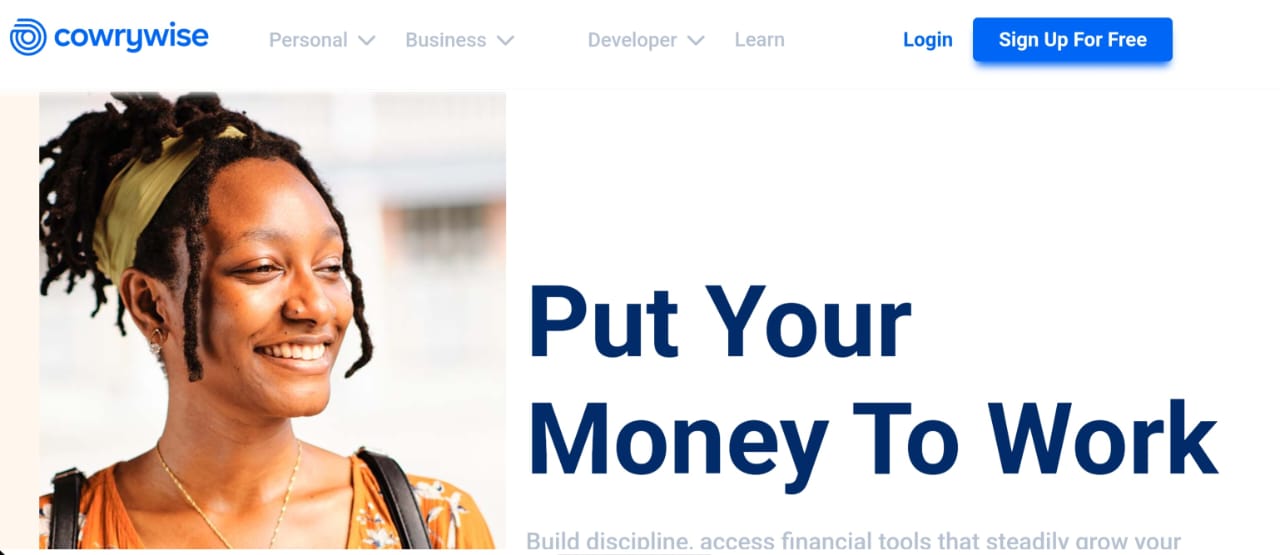 cowrywise Personal Business Developer Learn Login Sign Up For Free
Put Your
Money To Work
Build discipline, access financial tools that steadily grow your